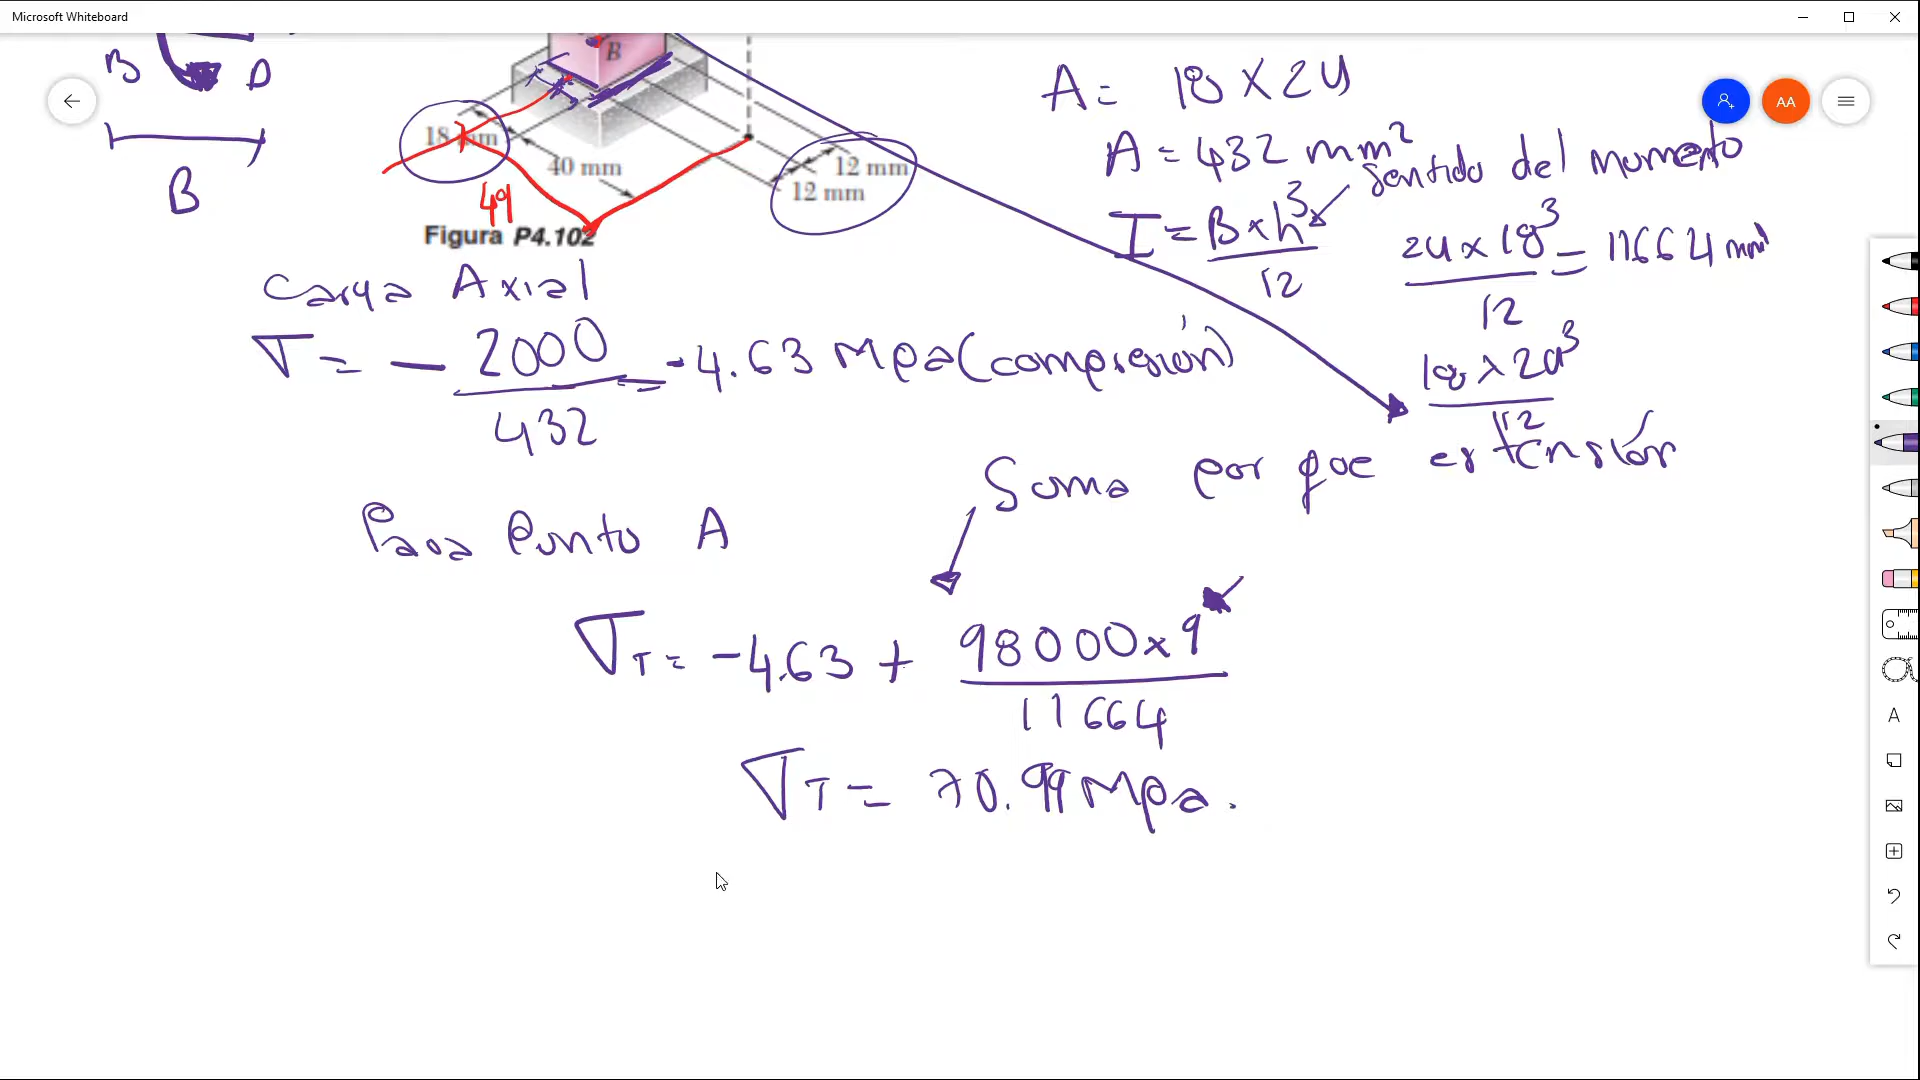 Microsoft Whiteboard
B D
B
B
18 mm
40 mm
12 mm
12 mm
49
Figura P4.102
A = 18 x 24
A = 432 mm²
sentido del momento
I = B x h³ / 12
24 x 18³ / 12 = 11664 mm⁴
18 x 24³ / 12
Carga Axial
σ = - 2000 / 432 = -4.63 Mpa (compresión)
Suma por que es tensión
Para Punto A
σT = -4.63 + 98000 x 9 / 11664
σT = 70.99 Mpa.
AA
A